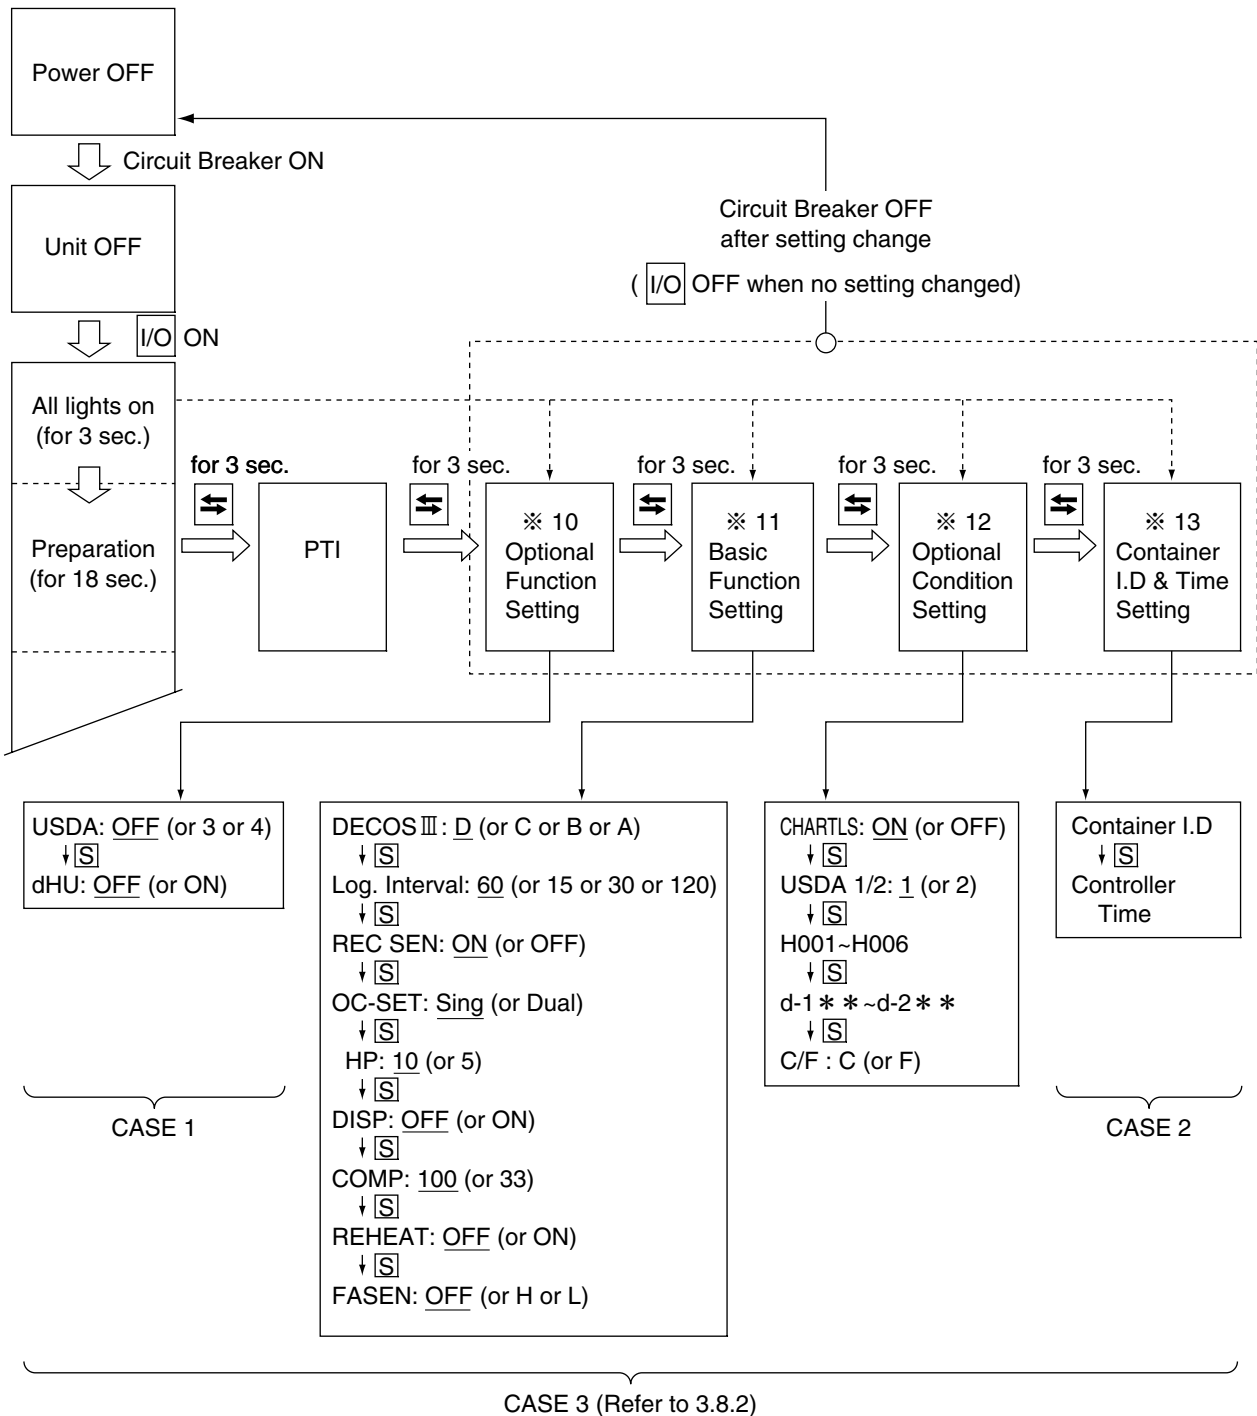 Power OFF
Circuit Breaker ON
Unit OFF
I/O ON
Circuit Breaker OFF
after setting change
( I/O OFF when no setting changed)
All lights on
(for 3 sec.)
Preparation
(for 18 sec.)
for 3 sec.
PTI
for 3 sec.
※ 10
Optional
Function
Setting
for 3 sec.
※ 11
Basic
Function
Setting
for 3 sec.
※ 12
Optional
Condition
Setting
for 3 sec.
※ 13
Container
I.D & Time
Setting
USDA: OFF (or 3 or 4)
S
dHU: OFF (or ON)
CASE 1
DECOSⅢ: D (or C or B or A)
S
Log. Interval: 60 (or 15 or 30 or 120)
S
REC SEN: ON (or OFF)
S
OC-SET: Sing (or Dual)
S
HP: 10 (or 5)
S
DISP: OFF (or ON)
S
COMP: 100 (or 33)
S
REHEAT: OFF (or ON)
S
FASEN: OFF (or H or L)
CHARTLS: ON (or OFF)
S
USDA 1/2: 1 (or 2)
S
H001~H006
S
d-1＊＊~d-2＊＊
S
C/F : C (or F)
Container I.D
S
Controller
Time
CASE 2
CASE 3 (Refer to 3.8.2)